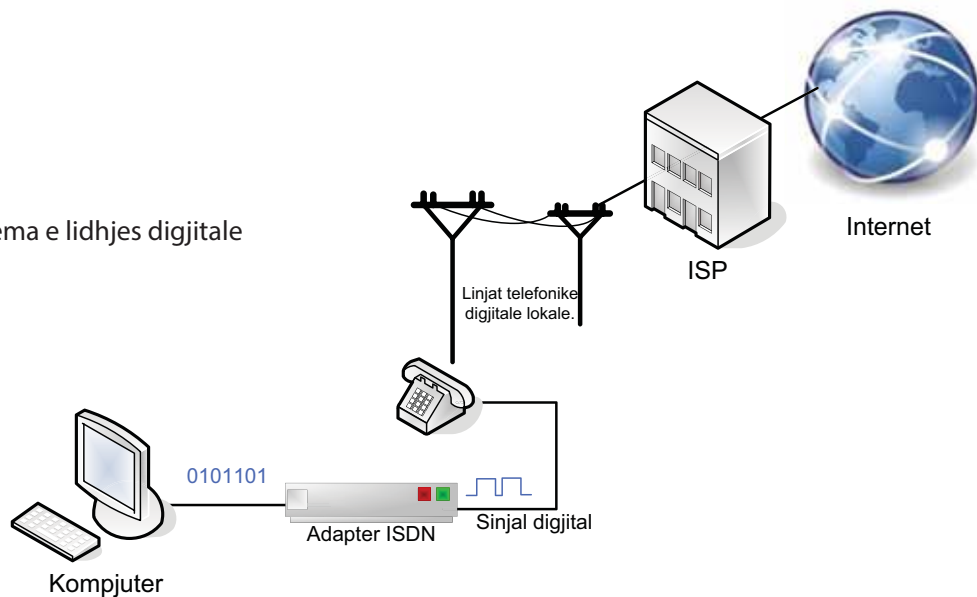 Internet
ema e lidhjes digjitale
ISP
Linjat telefonike
digjitale lokale.
0101101
Adapter ISDN
Sinjal digjital
Kompjuter